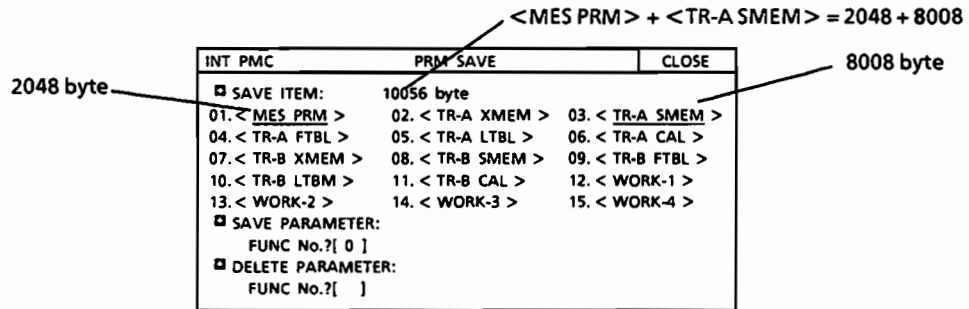 <MES PRM> + <TR-A SMEM> = 2048 + 8008
INT PMC PRM SAVE CLOSE
8008 byte
2048 byte
SAVE ITEM: 10056 byte
01.< MES PRM > 02. < TR-A XMEM > 03. < TR-A SMEM >
04. < TR-A FTBL > 05. < TR-A LTBL > 06. < TR-A CAL >
07. < TR-B XMEM > 08. < TR-B SMEM > 09. < TR-B FTBL >
10. < TR-B LTBM > 11. < TR-B CAL > 12. < WORK-1 >
13. < WORK-2 > 14. < WORK-3 > 15. < WORK-4 >
SAVE PARAMETER:
FUNC No.?[ 0 ]
DELETE PARAMETER:
FUNC No.?[ ]